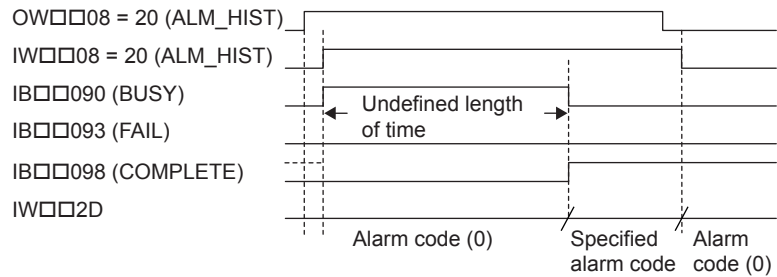 OW□□08 = 20 (ALM_HIST)
IW□□08 = 20 (ALM_HIST)
IB□□090 (BUSY)
Undefined length
of time
IB□□093 (FAIL)
IB□□098 (COMPLETE)
IW□□2D
Alarm code (0)
Specified
alarm code
Alarm
code (0)